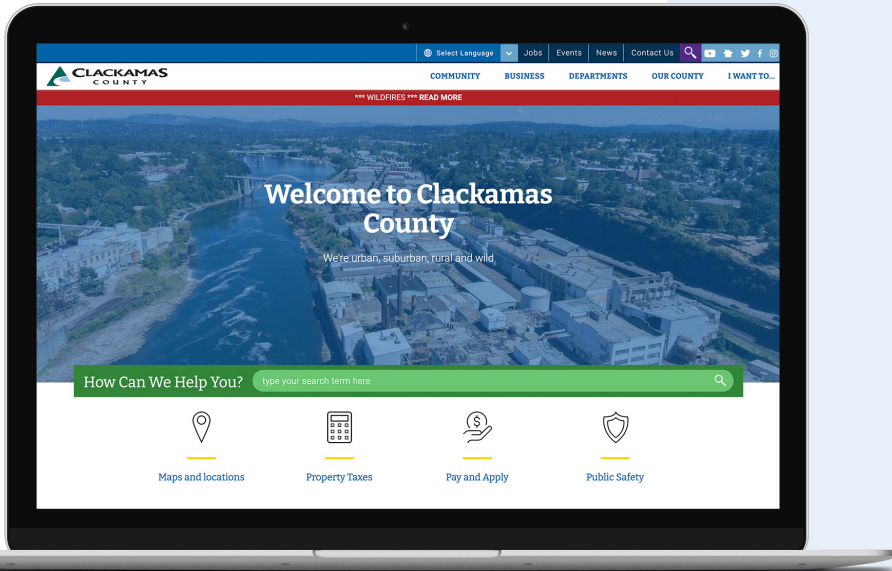 Select Language
Jobs
Events
News
Contact Us
CLACKAMAS
COUNTY
COMMUNITY
BUSINESS
DEPARTMENTS
OUR COUNTY
I WANT TO...
*** WILDFIRES *** READ MORE
Welcome to Clackamas
County
We're urban, suburban, rural and wild
How Can We Help You?
type your search term here
Maps and locations
Property Taxes
Pay and Apply
Public Safety